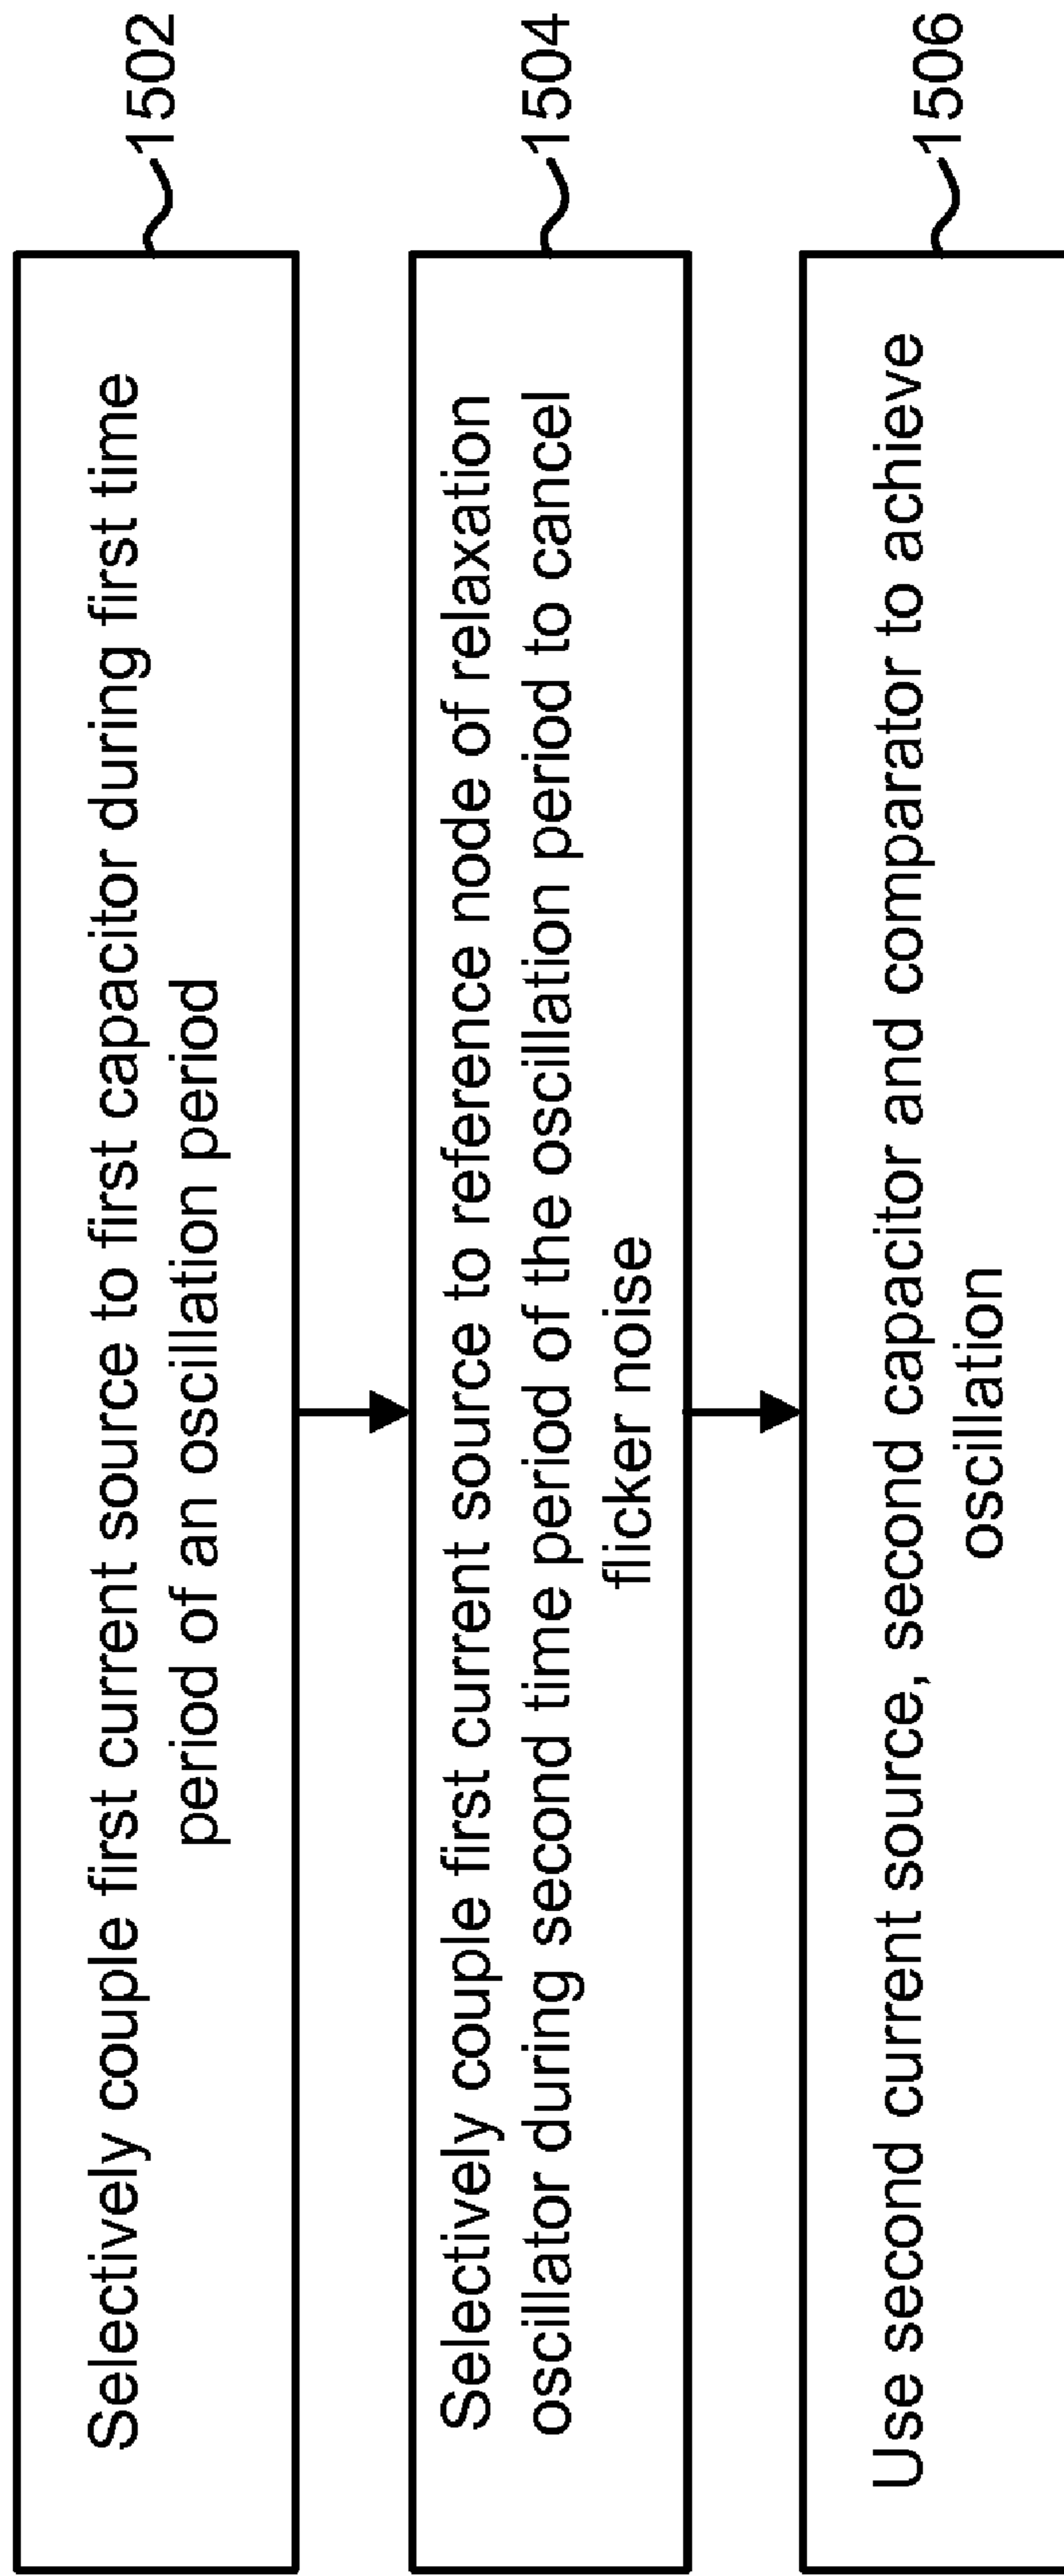 Selectively couple first current source to first capacitor during first time
period of an oscillation period
1502
Selectively couple first current source to reference node of relaxation
oscillator during second time period of the oscillation period to cancel
flicker noise
1504
Use second current source, second capacitor and comparator to achieve
oscillation
1506